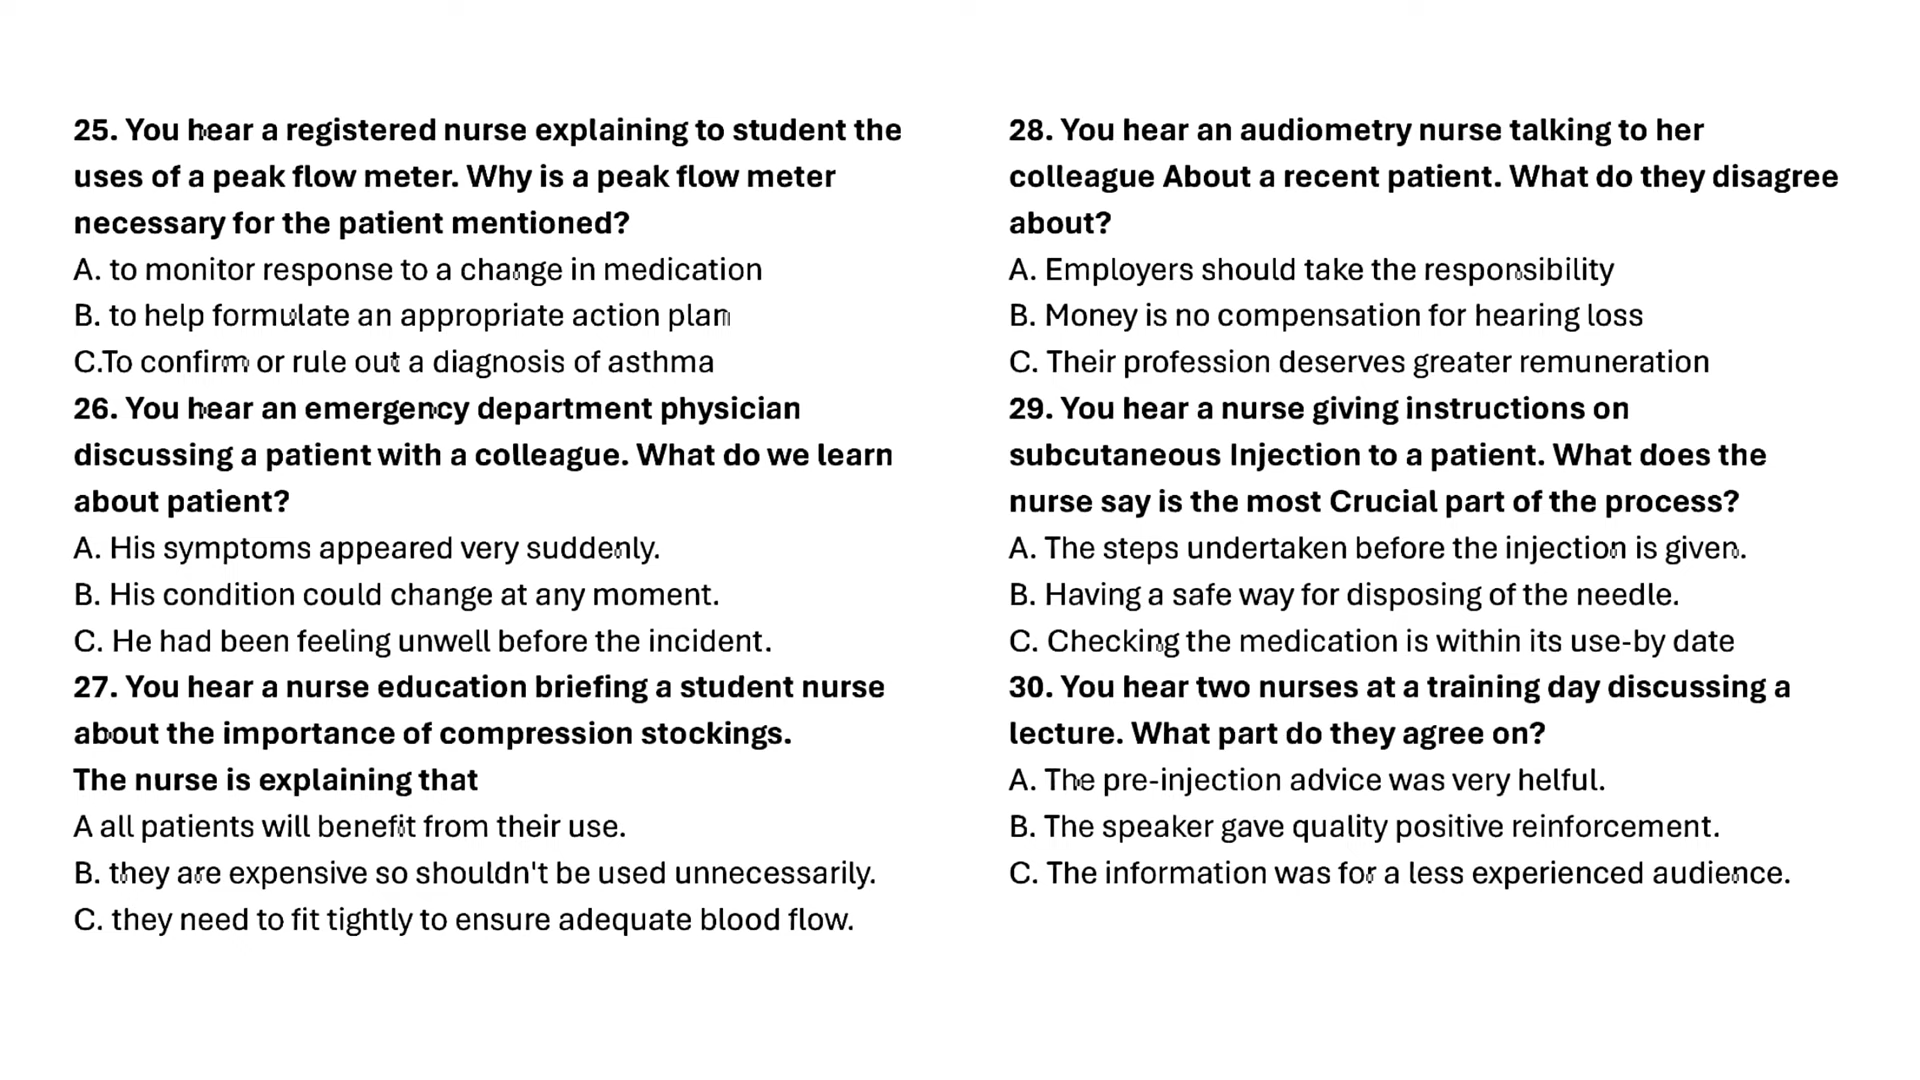 25. You hear a registered nurse explaining to student the
uses of a peak flow meter. Why is a peak flow meter
necessary for the patient mentioned?
A. to monitor response to a change in medication
B. to help formulate an appropriate action plan
C.To confirm or rule out a diagnosis of asthma
26. You hear an emergency department physician
discussing a patient with a colleague. What do we learn
about patient?
A. His symptoms appeared very suddenly.
B. His condition could change at any moment.
C. He had been feeling unwell before the incident.
27. You hear a nurse education briefing a student nurse
about the importance of compression stockings.
The nurse is explaining that
A all patients will benefit from their use.
B. they are expensive so shouldn't be used unnecessarily.
C. they need to fit tightly to ensure adequate blood flow.
28. You hear an audiometry nurse talking to her
colleague About a recent patient. What do they disagree
about?
A. Employers should take the responsibility
B. Money is no compensation for hearing loss
C. Their profession deserves greater remuneration
29. You hear a nurse giving instructions on
subcutaneous Injection to a patient. What does the
nurse say is the most Crucial part of the process?
A. The steps undertaken before the injection is given.
B. Having a safe way for disposing of the needle.
C. Checking the medication is within its use-by date
30. You hear two nurses at a training day discussing a
lecture. What part do they agree on?
A. The pre-injection advice was very helful.
B. The speaker gave quality positive reinforcement.
C. The information was for a less experienced audience.